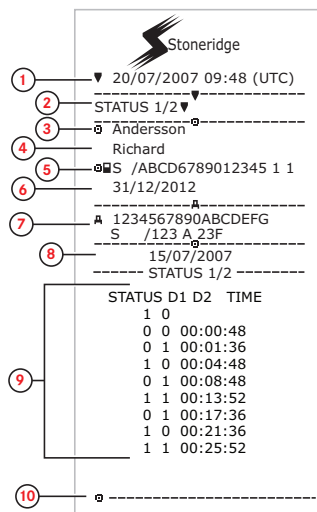 Stoneridge
1 ▼ 20/07/2007 09:48 (UTC)
2 STATUS 1/2▼
3 Andersson
4 Richard
5 S /ABCD6789012345 1 1
6 31/12/2012
7 A 1234567890ABCDEFG
S /123 A 23F
8 15/07/2007
------- STATUS 1/2 ----------
STATUS D1 D2 TIME
1 0
0 0 00:00:48
0 1 00:01:36
1 0 00:04:48
0 1 00:08:48
1 1 00:13:52
0 1 00:17:36
1 0 00:21:36
1 1 00:25:52
9
10